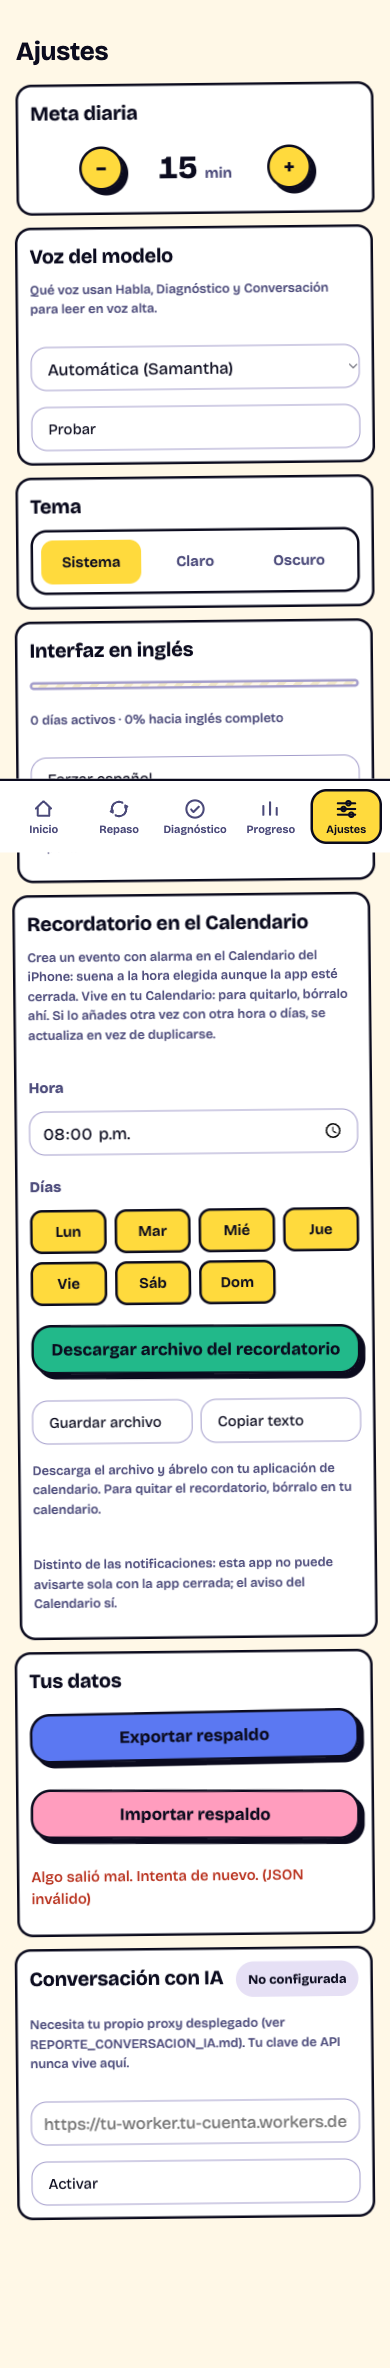 Ajustes
Meta diaria
−
15 min
+
Voz del modelo
Qué voz usan Habla, Diagnóstico y Conversación
para leer en voz alta.
Automática (Samantha)
Probar
Tema
Sistema
Claro
Oscuro
Interfaz en inglés
0 días activos · 0% hacia inglés completo
Forzar español
Inicio
Repaso
Diagnóstico
Progreso
Ajustes
Recordatorio en el Calendario
Crea un evento con alarma en el Calendario del
iPhone: suena a la hora elegida aunque la app esté
cerrada. Vive en tu Calendario: para quitarlo, bórralo
ahí. Si lo añades otra vez con otra hora o días, se
actualiza en vez de duplicarse.
Hora
08:00 p.m.
Días
Lun
Mar
Mié
Jue
Vie
Sáb
Dom
Descargar archivo del recordatorio
Guardar archivo
Copiar texto
Descarga el archivo y ábrelo con tu aplicación de
calendario. Para quitar el recordatorio, bórralo en tu
calendario.
Distinto de las notificaciones: esta app no puede
avisarte sola con la app cerrada; el aviso del
Calendario sí.
Tus datos
Exportar respaldo
Importar respaldo
Algo salió mal. Intenta de nuevo. (JSON
inválido)
Conversación con IA
No configurada
Necesita tu propio proxy desplegado (ver
REPORTE_CONVERSACION_IA.md). Tu clave de API
nunca vive aquí.
https://tu-worker.tu-cuenta.workers.de
Activar